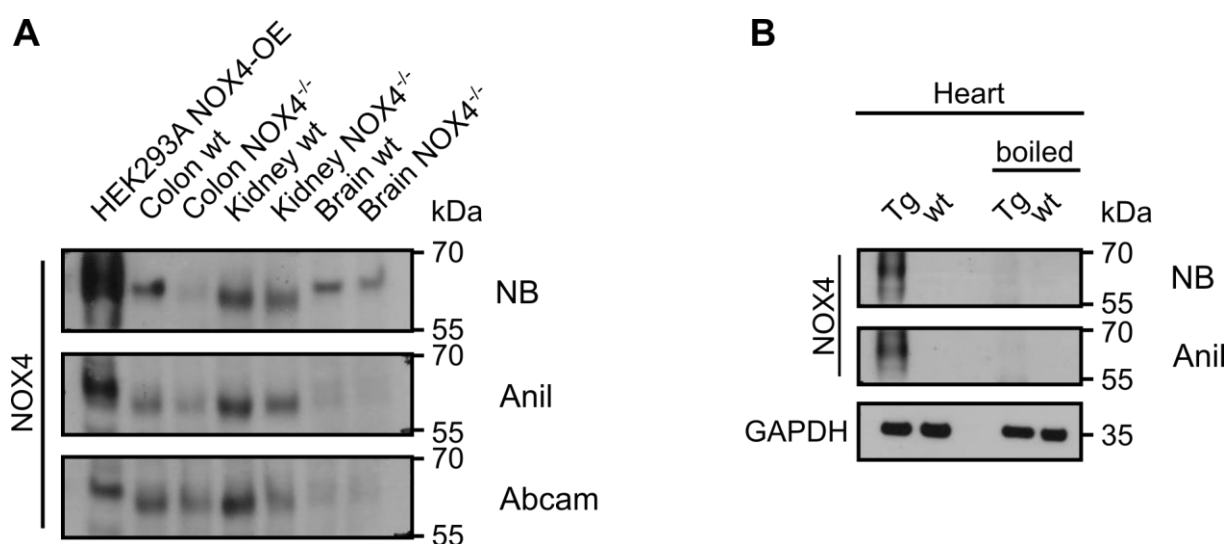 A
HEK293A NOX4-OE
Colon wt
Colon NOX4-/-
Kidney wt
Kidney NOX4-/-
Brain wt
Brain NOX4-/-
kDa
NOX4
70
NB
55
70
Anil
55
70
Abcam
55
B
Heart
boiled
Tg wt Tg wt kDa
NOX4
70
NB
55
70
Anil
55
GAPDH 35